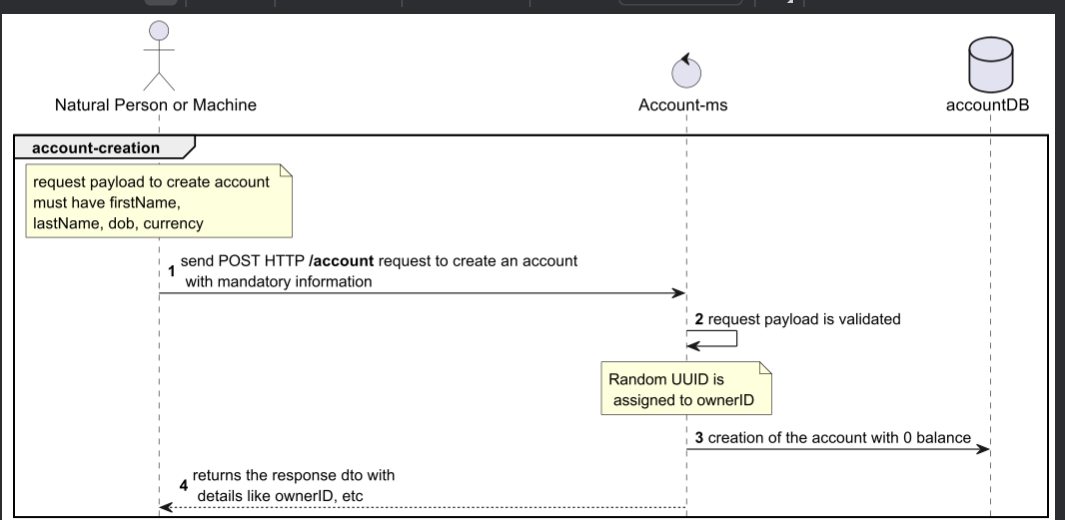 Natural Person or Machine
Account-ms
accountDB
account-creation
request payload to create account
must have firstName,
lastName, dob, currency
1 send POST HTTP /account request to create an account
with mandatory information
2 request payload is validated
Random UUID is
assigned to ownerID
3 creation of the account with 0 balance
4 returns the response dto with
details like ownerID, etc